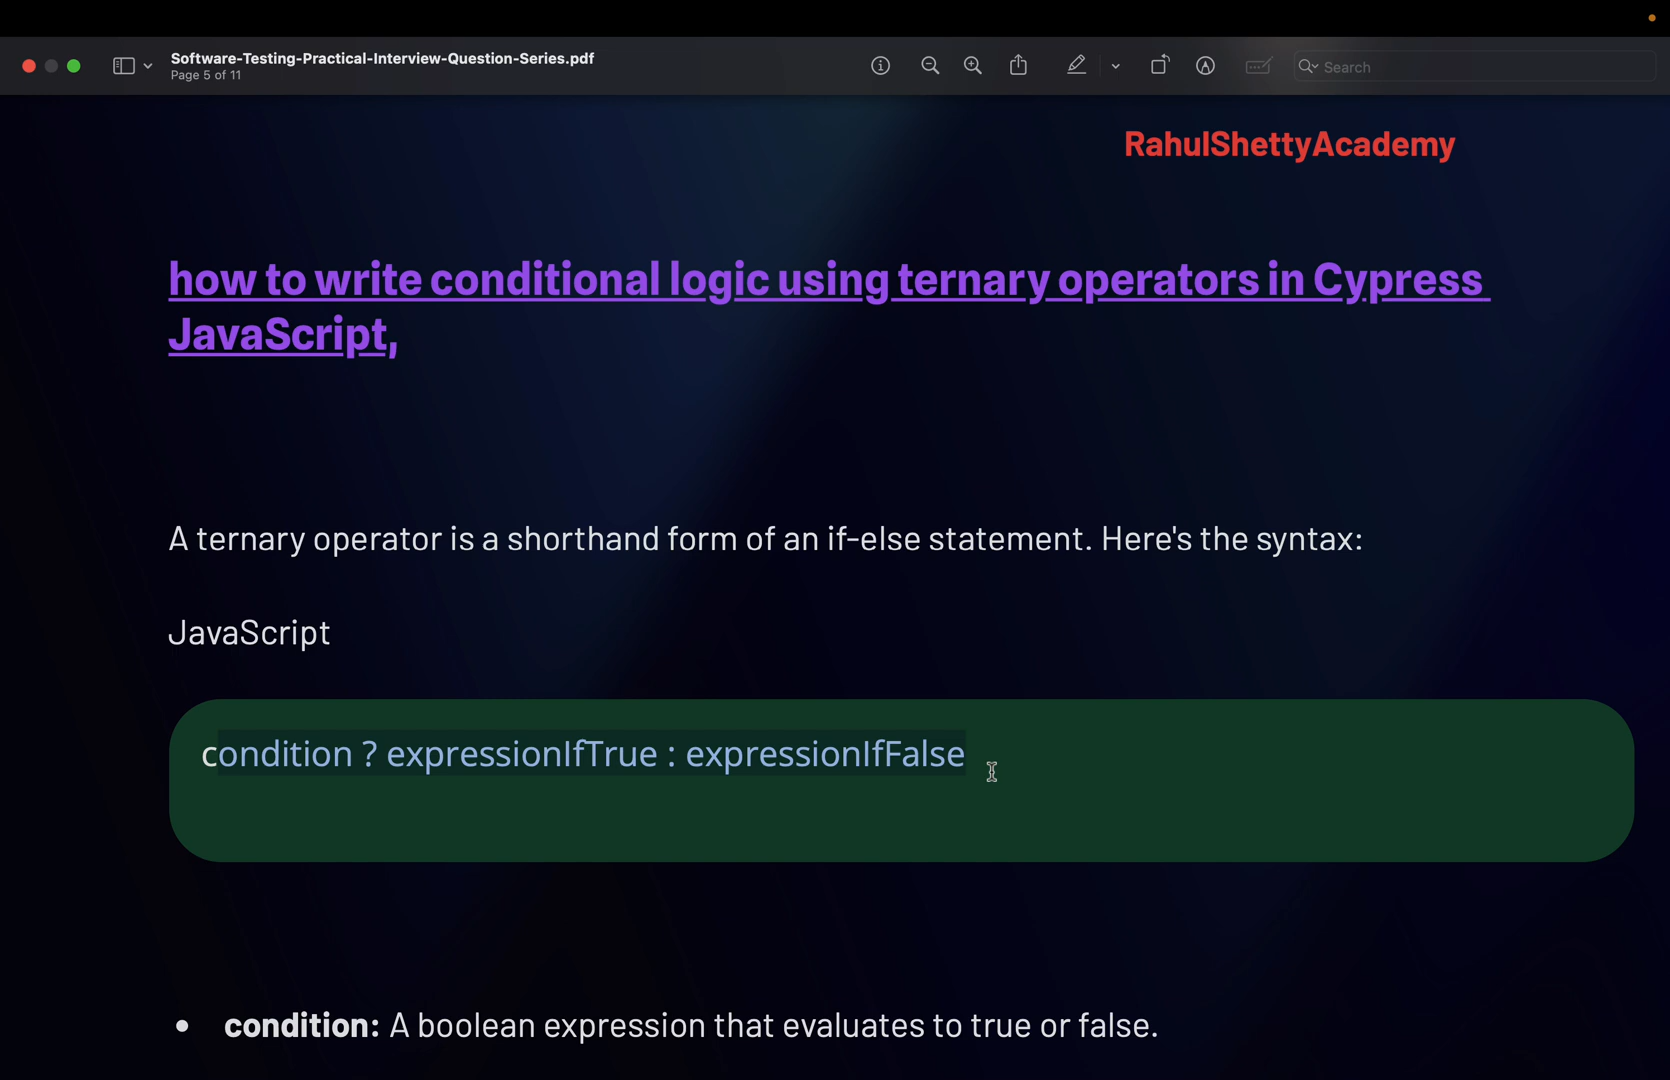 Software-Testing-Practical-Interview-Question-Series.pdf
Page 5 of 11
Search
RahulShettyAcademy
how to write conditional logic using ternary operators in Cypress
JavaScript,
A ternary operator is a shorthand form of an if-else statement. Here's the syntax:
JavaScript
condition ? expressionIfTrue : expressionIfFalse
• condition: A boolean expression that evaluates to true or false.